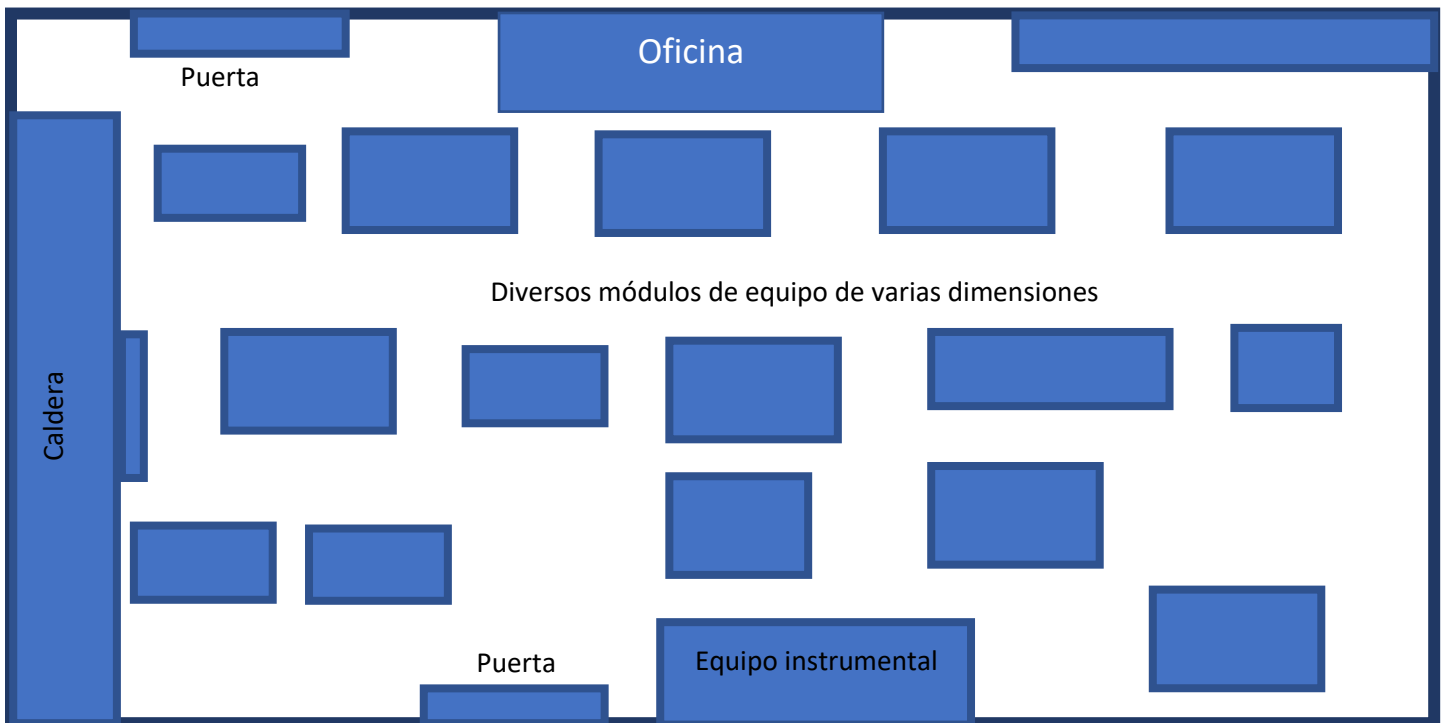 Oficina
Puerta
Diversos módulos de equipo de varias dimensiones
Caldera
Puerta
Equipo instrumental